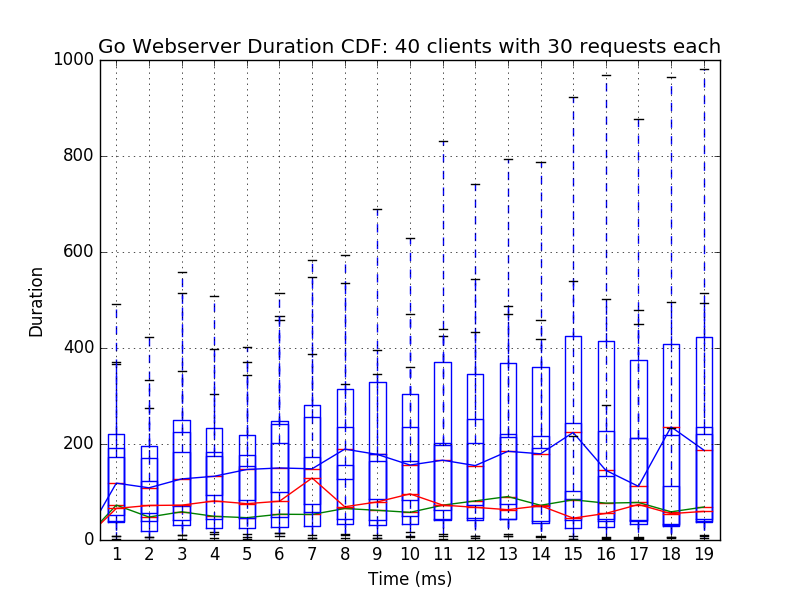 Go Webserver Duration CDF: 40 clients with 30 requests each
1000
800
600
400
200
0
Duration
1 2 3 4 5 6 7 8 9 10 11 12 13 14 15 16 17 18 19
Time (ms)